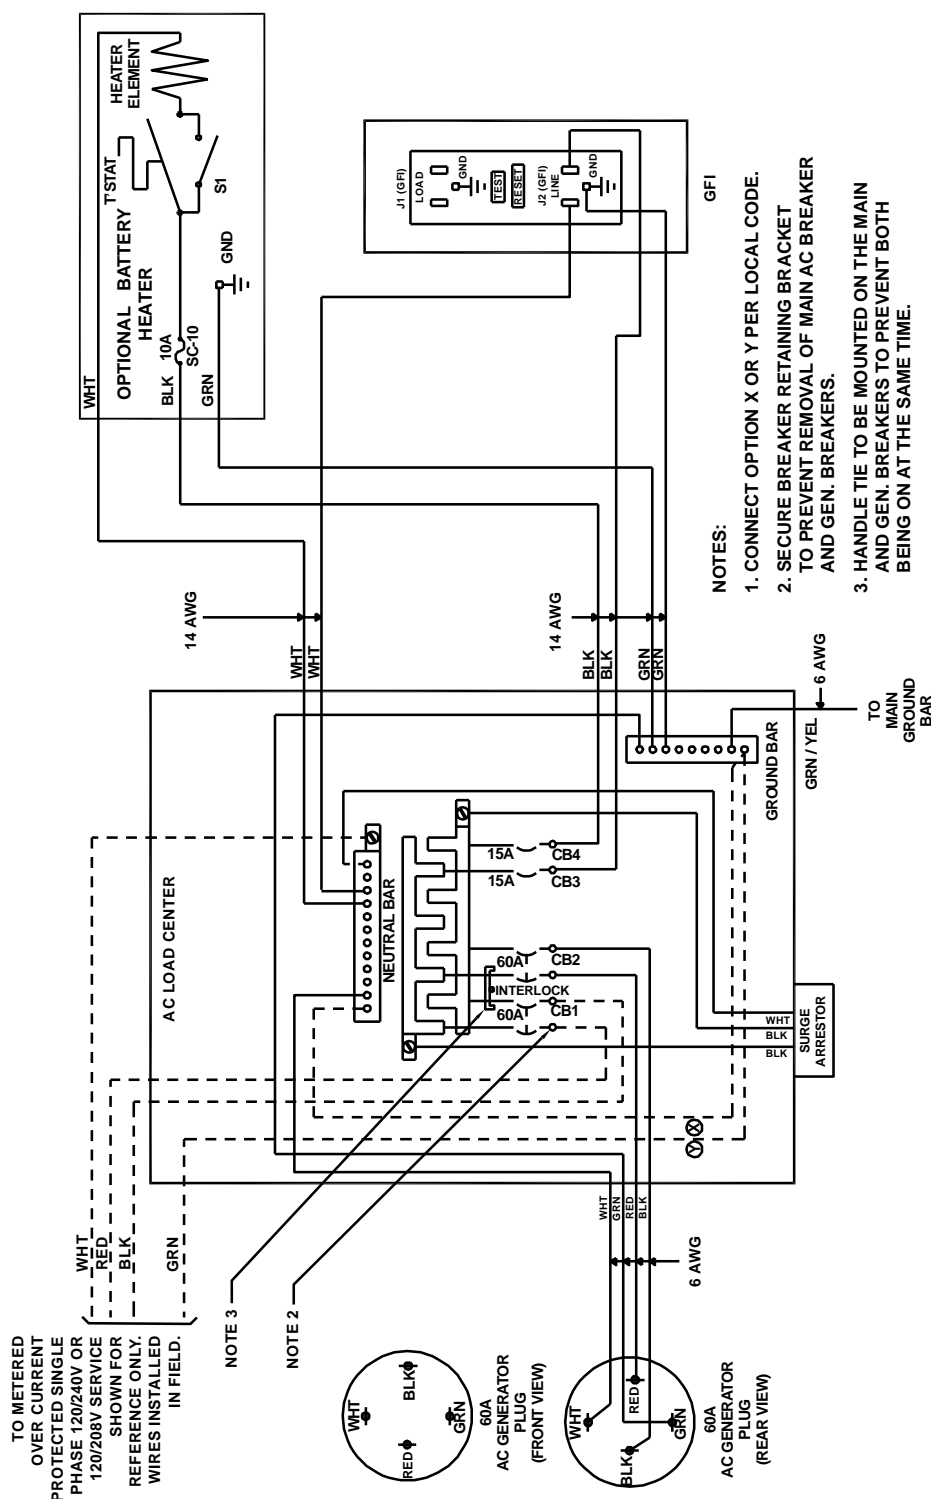 HEATER
ELEMENT
T'STAT
S1
OPTIONAL BATTERY
HEATER
GND
10A
SC-10
WHT
BLK
GRN
J1 (GFI)
LOAD
GND
TEST
RESET
J2 (GFI)
LINE
GND
GFI
NOTES:
1. CONNECT OPTION X OR Y PER LOCAL CODE.
2. SECURE BREAKER RETAINING BRACKET
TO PREVENT REMOVAL OF MAIN AC BREAKER
AND GEN. BREAKERS.
3. HANDLE TIE TO BE MOUNTED ON THE MAIN
AND GEN. BREAKERS TO PREVENT BOTH
BEING ON AT THE SAME TIME.
14 AWG
WHT
WHT
14 AWG
BLK
BLK
GRN
GRN
6 AWG
TO
MAIN
GROUND
BAR
GRN / YEL
GROUND BAR
AC LOAD CENTER
NEUTRAL BAR
15A
CB4
15A
CB3
60A
CB2
INTERLOCK
60A
CB1
WHT
BLK
BLK
SURGE
ARRESTOR
Y
X
WHT
GRN
RED
BLK
6 AWG
WHT
RED
BLK
GRN
TO METERED
OVER CURRENT
PROTECTED SINGLE
PHASE 120/240V OR
120/208V SERVICE
SHOWN FOR
REFERENCE ONLY.
WIRES INSTALLED
IN FIELD.
NOTE 3
NOTE 2
WHT
BLK
RED
GRN
60A
AC GENERATOR
PLUG
(FRONT VIEW)
WHT
RED
BLK
GRN
60A
AC GENERATOR
PLUG
(REAR VIEW)